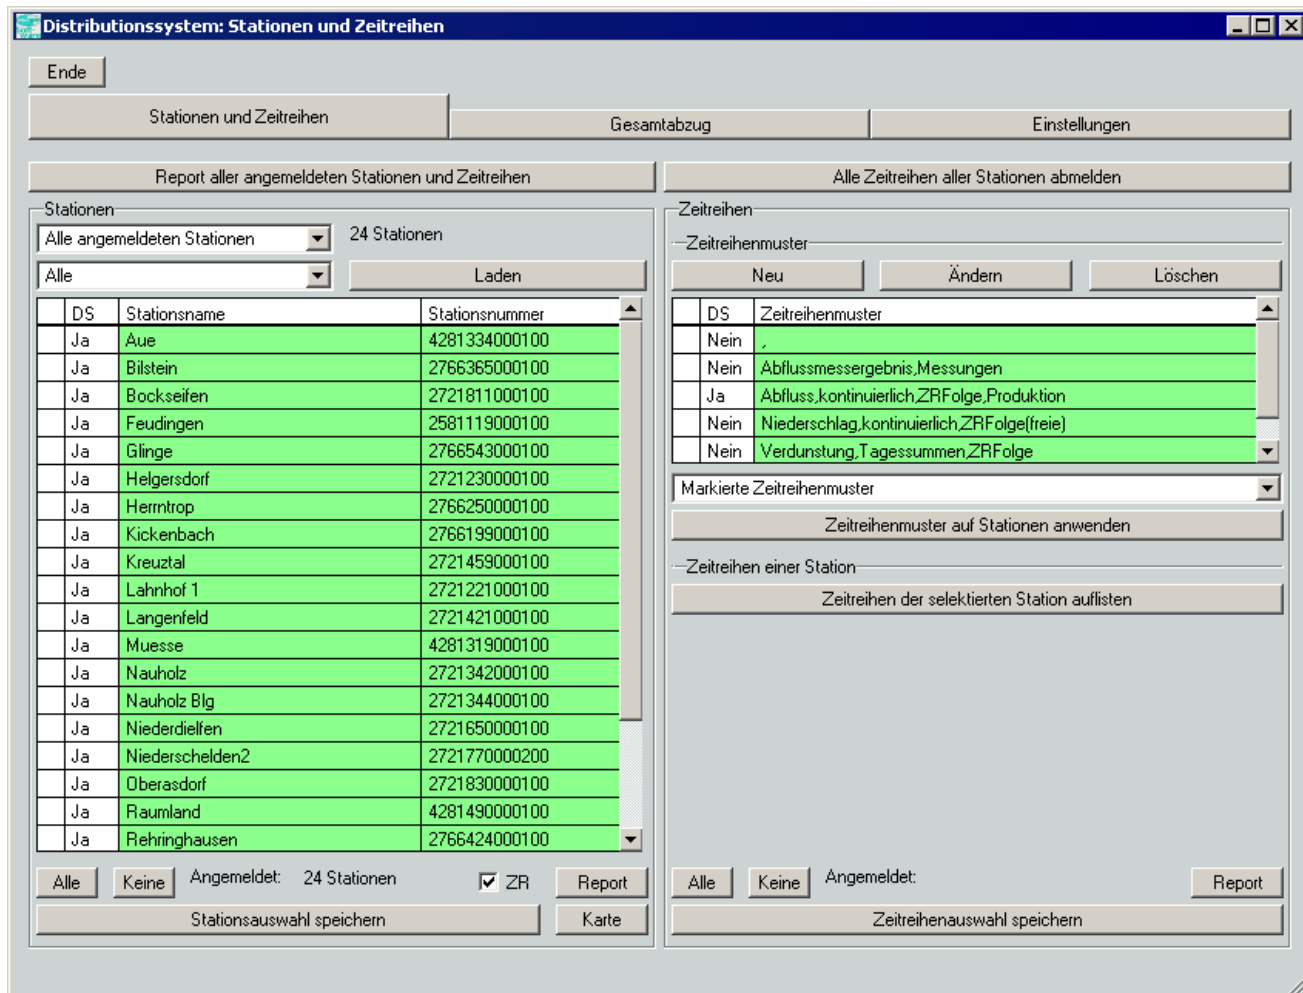 Distributionssystem: Stationen und Zeitreihen
Ende
Stationen und Zeitreihen
Gesamtabzug
Einstellungen
Report aller angemeldeten Stationen und Zeitreihen
Alle Zeitreihen aller Stationen abmelden
Stationen
Alle angemeldeten Stationen
24 Stationen
Alle
Laden
DS Stationsname Stationsnummer
Ja Aue 4281334000100
Ja Bilstein 2766365000100
Ja Bockseifen 2721811000100
Ja Feudingen 2581119000100
Ja Glinge 2766543000100
Ja Helgersdorf 2721230000100
Ja Herrntrop 2766250000100
Ja Kickenbach 2766199000100
Ja Kreuztal 2721459000100
Ja Lahnhof 1 2721221000100
Ja Langenfeld 2721421000100
Ja Muesse 4281319000100
Ja Nauholz 2721342000100
Ja Nauholz Blg 2721344000100
Ja Niederdielfen 2721650000100
Ja Niederschelden2 2721770000200
Ja Oberasdorf 2721830000100
Ja Raumland 4281490000100
Ja Rehringhausen 2766424000100
Alle
Keine
Angemeldet: 24 Stationen
ZR
Report
Stationsauswahl speichern
Karte
Zeitreihen
Zeitreihenmuster
Neu
Ändern
Löschen
DS Zeitreihenmuster
Nein ,
Nein Abflussmessergebnis,Messungen
Ja Abfluss,kontinuierlich,ZRFolge,Produktion
Nein Niederschlag,kontinuierlich,ZRFolge(freie)
Nein Verdunstung,Tagessummen,ZRFolge
Markierte Zeitreihenmuster
Zeitreihenmuster auf Stationen anwenden
Zeitreihen einer Station
Zeitreihen der selektierten Station auflisten
Alle
Keine
Angemeldet:
Report
Zeitreihenauswahl speichern